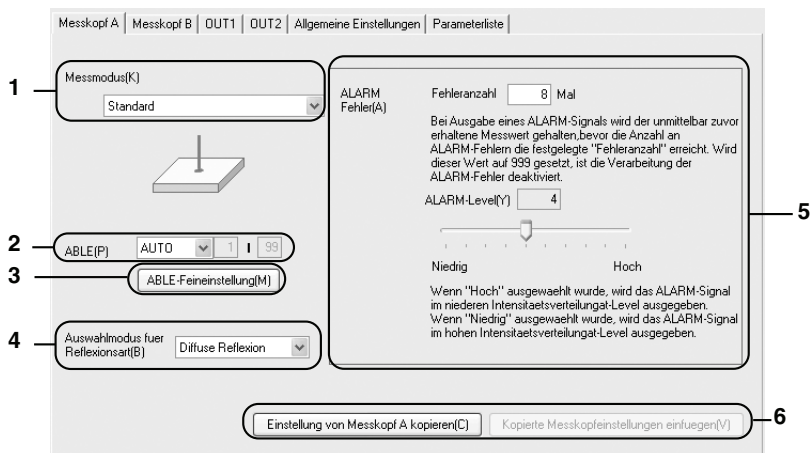 Messkopf A
Messkopf B
OUT1
OUT2
Allgemeine Einstellungen
Parameterliste
1
Messmodus(K)
Standard
2
ABLE(P)
AUTO
1
I
99
3
ABLE-Feineinstellung(M)
4
Auswahlmodus fuer
Reflexionsart(B)
Diffuse Reflexion
5
ALARM
Fehler(A)
Fehleranzahl
8 Mal
Bei Ausgabe eines ALARM-Signals wird der unmittelbar zuvor
erhaltene Messwert gehalten,bevor die Anzahl an
ALARM-Fehlern die festgelegte "Fehleranzahl" erreicht. Wird
dieser Wert auf 999 gesetzt, ist die Verarbeitung der
ALARM-Fehler deaktiviert.
ALARM-Level(Y)
4
Niedrig
Hoch
Wenn "Hoch" ausgewaehlt wurde, wird das ALARM-Signal
im niederen Intensitaetsverteilungat-Level ausgegeben.
Wenn "Niedrig" ausgewaehlt wurde, wird das ALARM-Signal
im hohen Intensitaetsverteilungat-Level ausgegeben.
6
Einstellung von Messkopf A kopieren(C)
Kopierte Messkopfeinstellungen einfuegen(V)